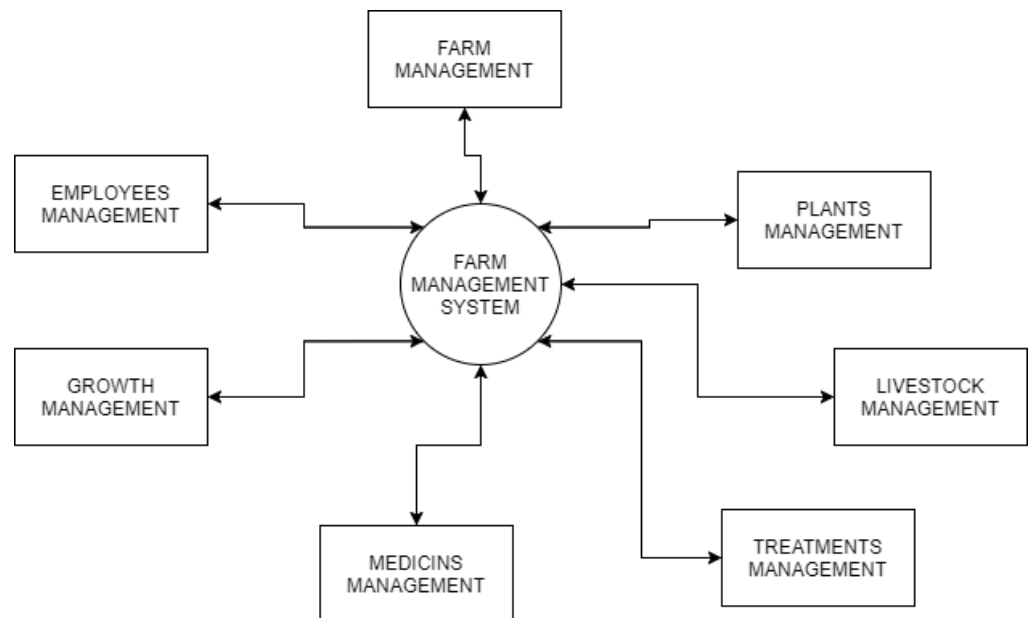 FARM
MANAGEMENT
EMPLOYEES
MANAGEMENT
PLANTS
MANAGEMENT
FARM
MANAGEMENT
SYSTEM
GROWTH
MANAGEMENT
LIVESTOCK
MANAGEMENT
MEDICINS
MANAGEMENT
TREATMENTS
MANAGEMENT